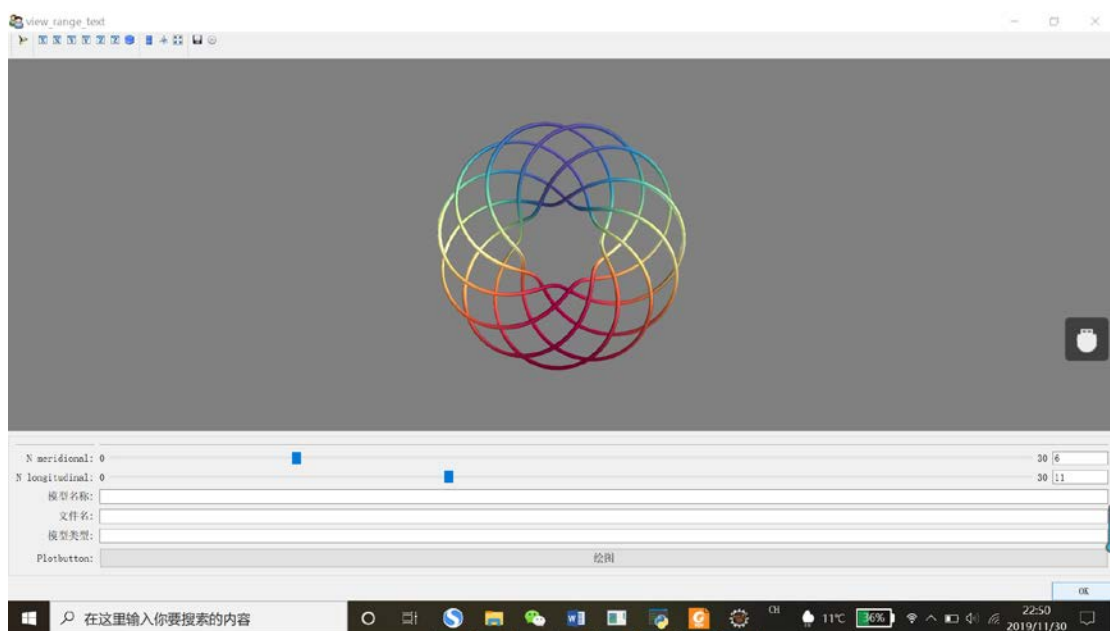 view_range_text
N meridional: 0 30 6
N longitudinal: 0 30 11
模型名称:
文件名:
模型类型:
Plotbutton: 绘图
OK
在这里输入你要搜索的内容 CH 11℃ 36% 22:50
2019/11/30